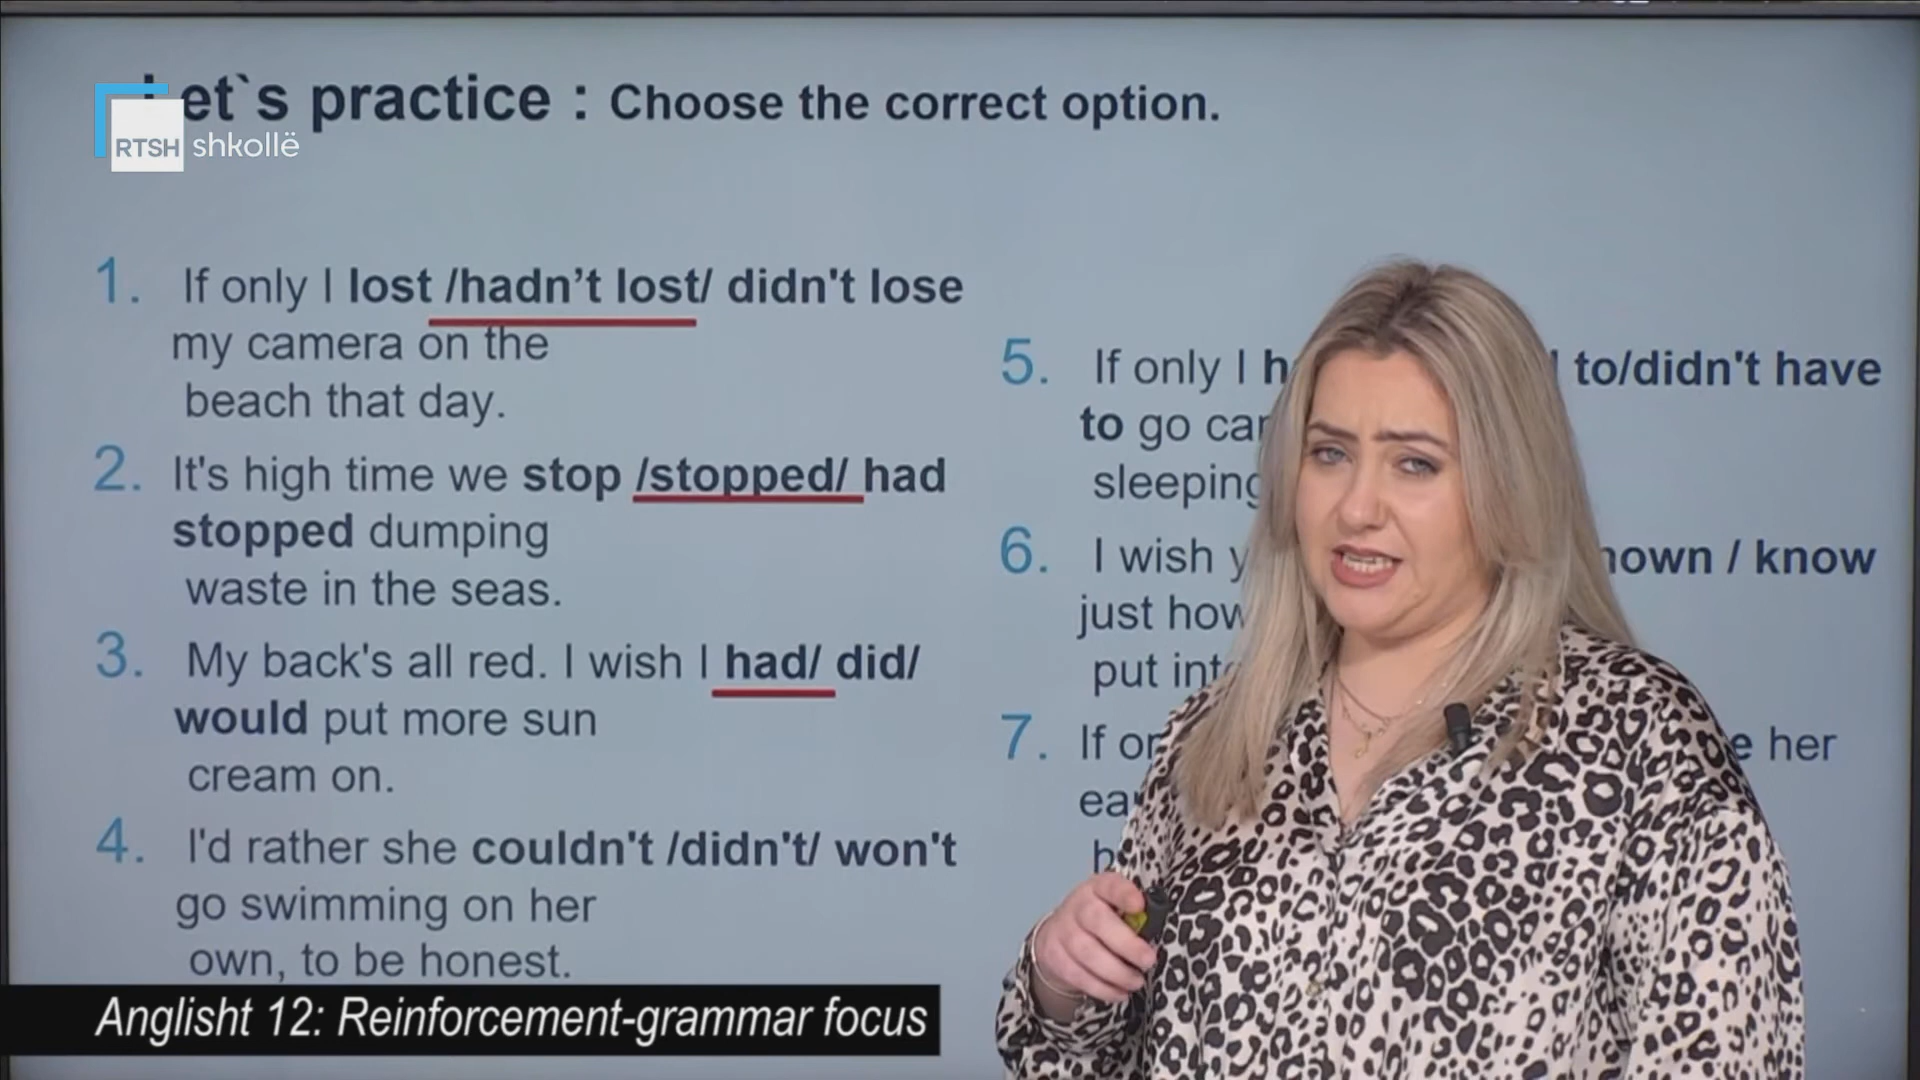 et`s practice : Choose the correct option.
RTSH shkollë
1. If only I lost /hadn’t lost/ didn't lose
my camera on the
beach that day.
2. It's high time we stop /stopped/ had
stopped dumping
waste in the seas.
3. My back's all red. I wish I had/ did/
would put more sun
cream on.
4. I'd rather she couldn't /didn't/ won't
go swimming on her
own, to be honest.
5. If only I to/didn't have
to go
sleeping
6. I wish / know
just how
put
7. If her
Anglisht 12: Reinforcement-grammar focus